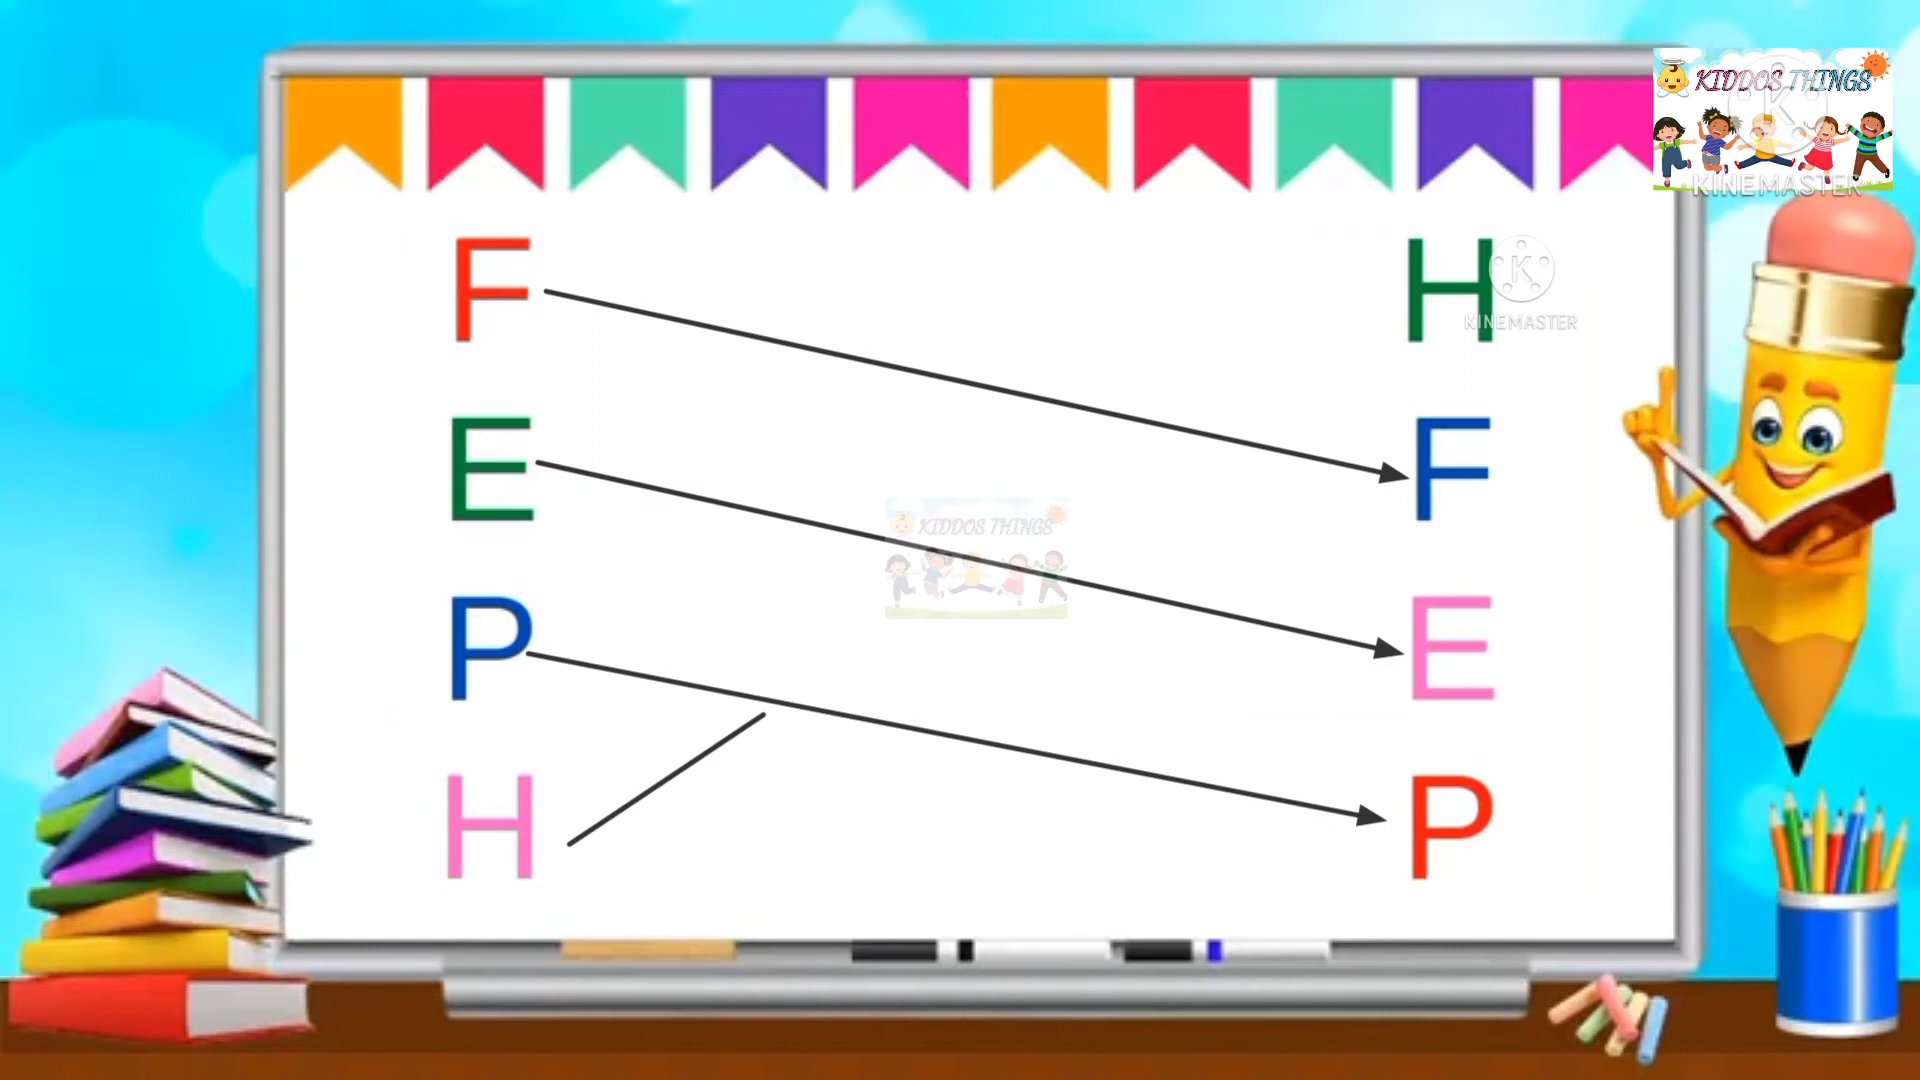 KIDDOS THINGS
KINEMASTER
F H
KINEMASTER
E F
KIDDOS THINGS
P E
H P